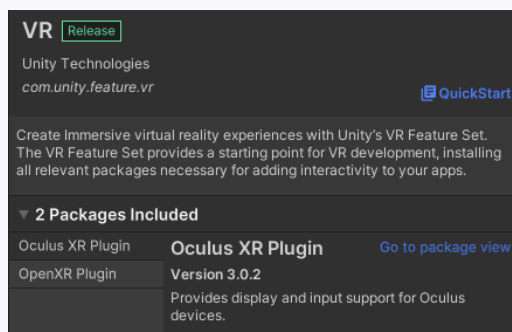 VR Release
Unity Technologies
com.unity.feature.vr
QuickStart
Create Immersive virtual reality experiences with Unity's VR Feature Set.
The VR Feature Set provides a starting point for VR development, installing
all relevant packages necessary for adding interactivity to your apps.
2 Packages Included
Oculus XR Plugin
OpenXR Plugin
Oculus XR Plugin Go to package view
Version 3.0.2
Provides display and input support for Oculus
devices.